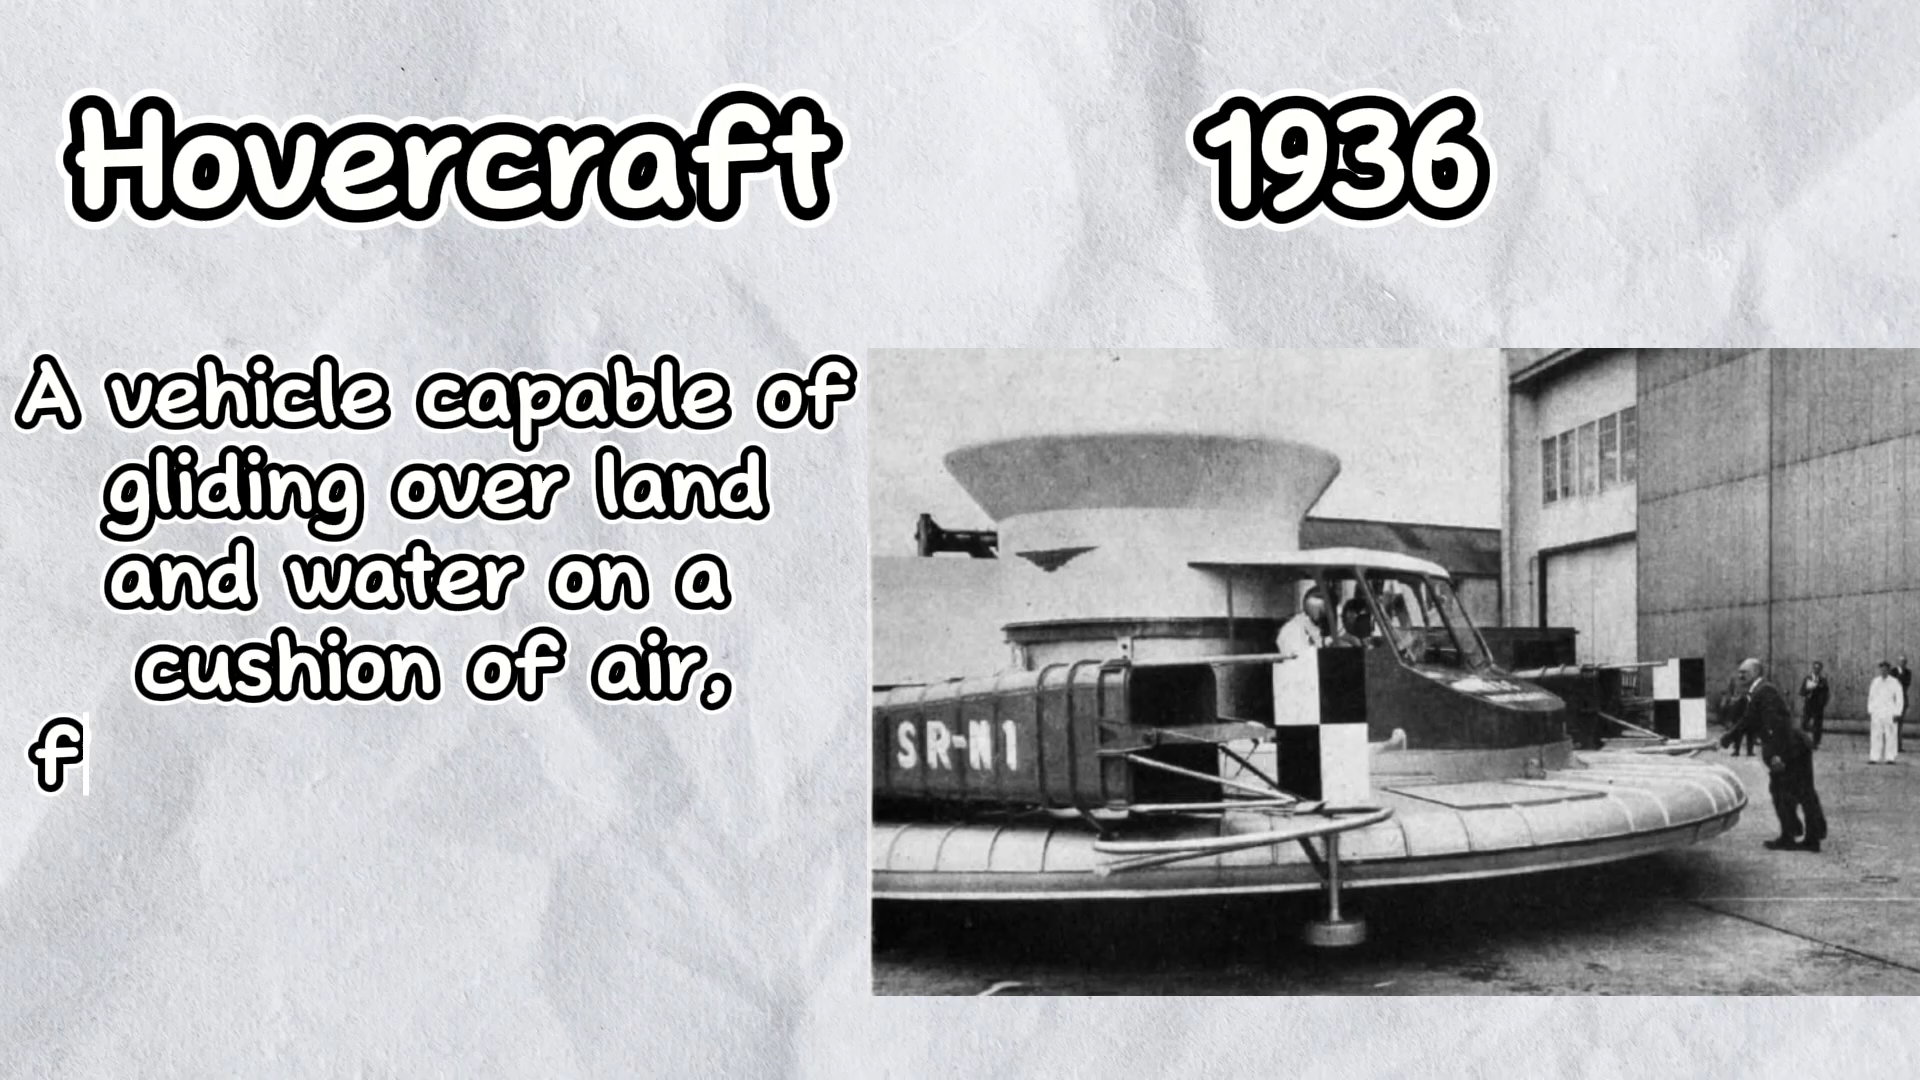 Hovercraft
1936
A vehicle capable of
gliding over land
and water on a
cushion of air,
f
SR-N1